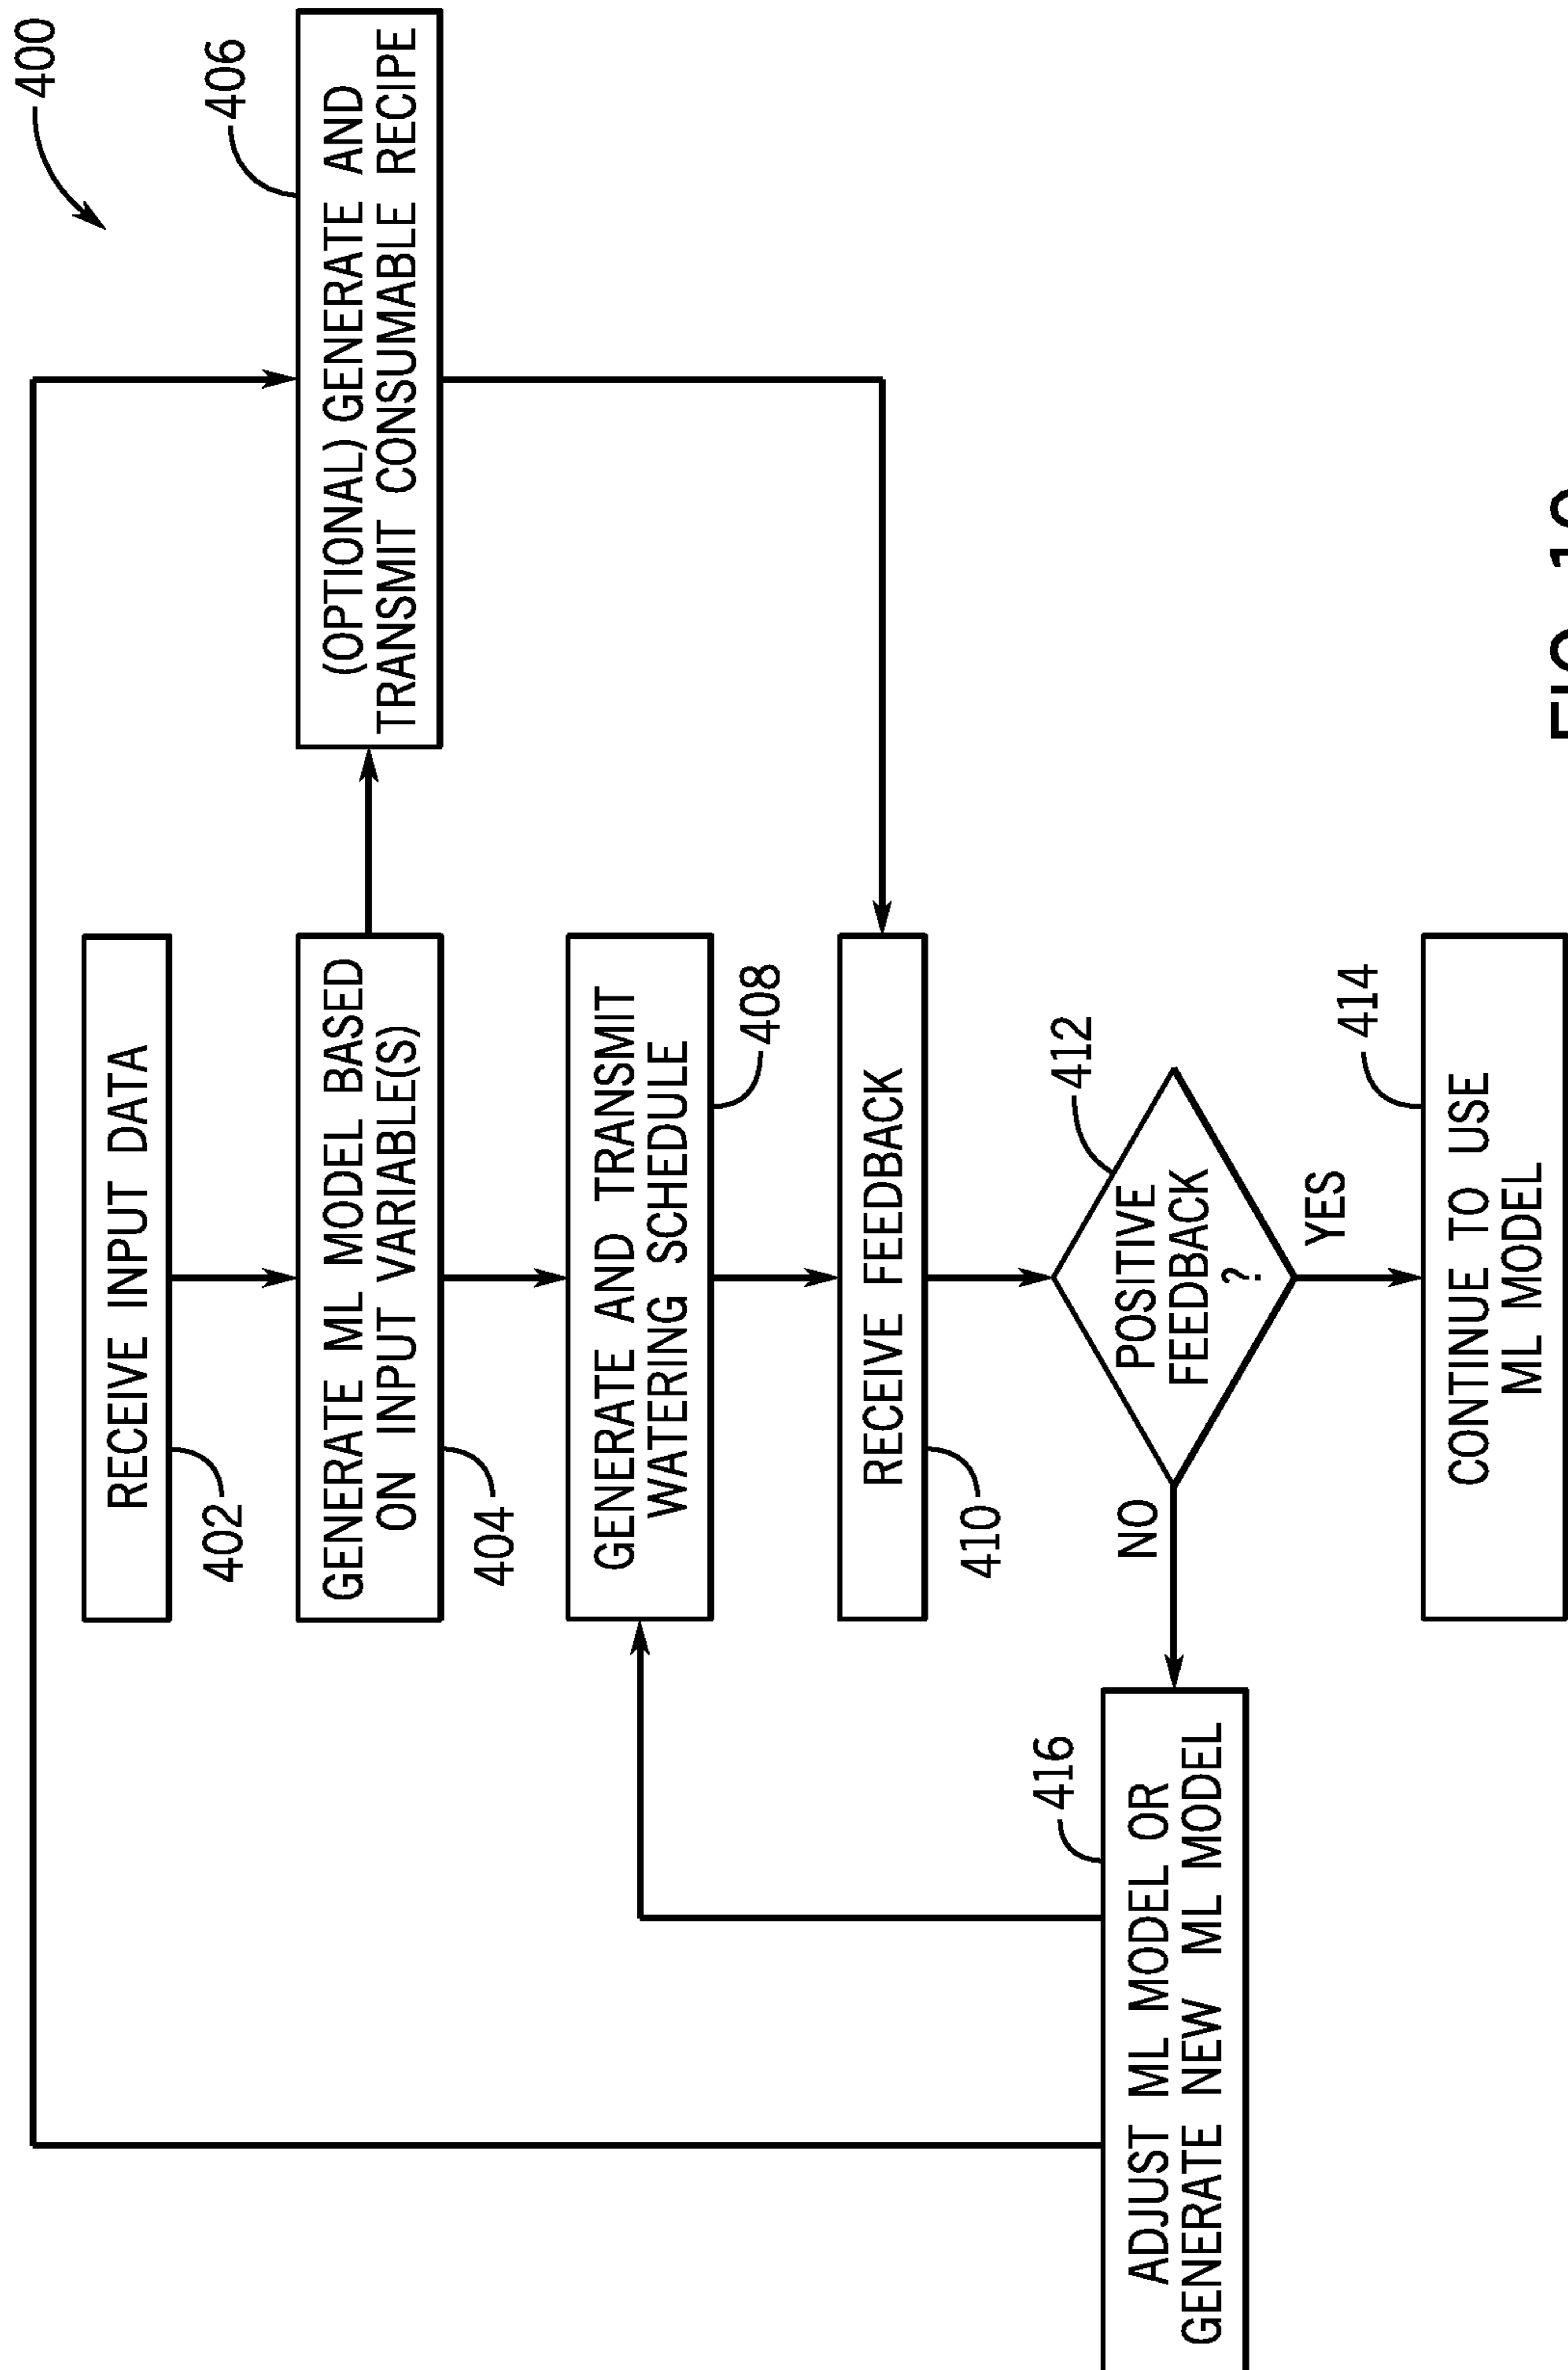 400
RECEIVE INPUT DATA
402
406
GENERATE ML MODEL BASED
ON INPUT VARIABLE(S)
(OPTIONAL) GENERATE AND
TRANSMIT CONSUMABLE RECIPE
404
GENERATE AND TRANSMIT
WATERING SCHEDULE
408
RECEIVE FEEDBACK
410
412
POSITIVE
FEEDBACK
?
NO
416
ADJUST ML MODEL OR
GENERATE NEW ML MODEL
YES
414
CONTINUE TO USE
ML MODEL